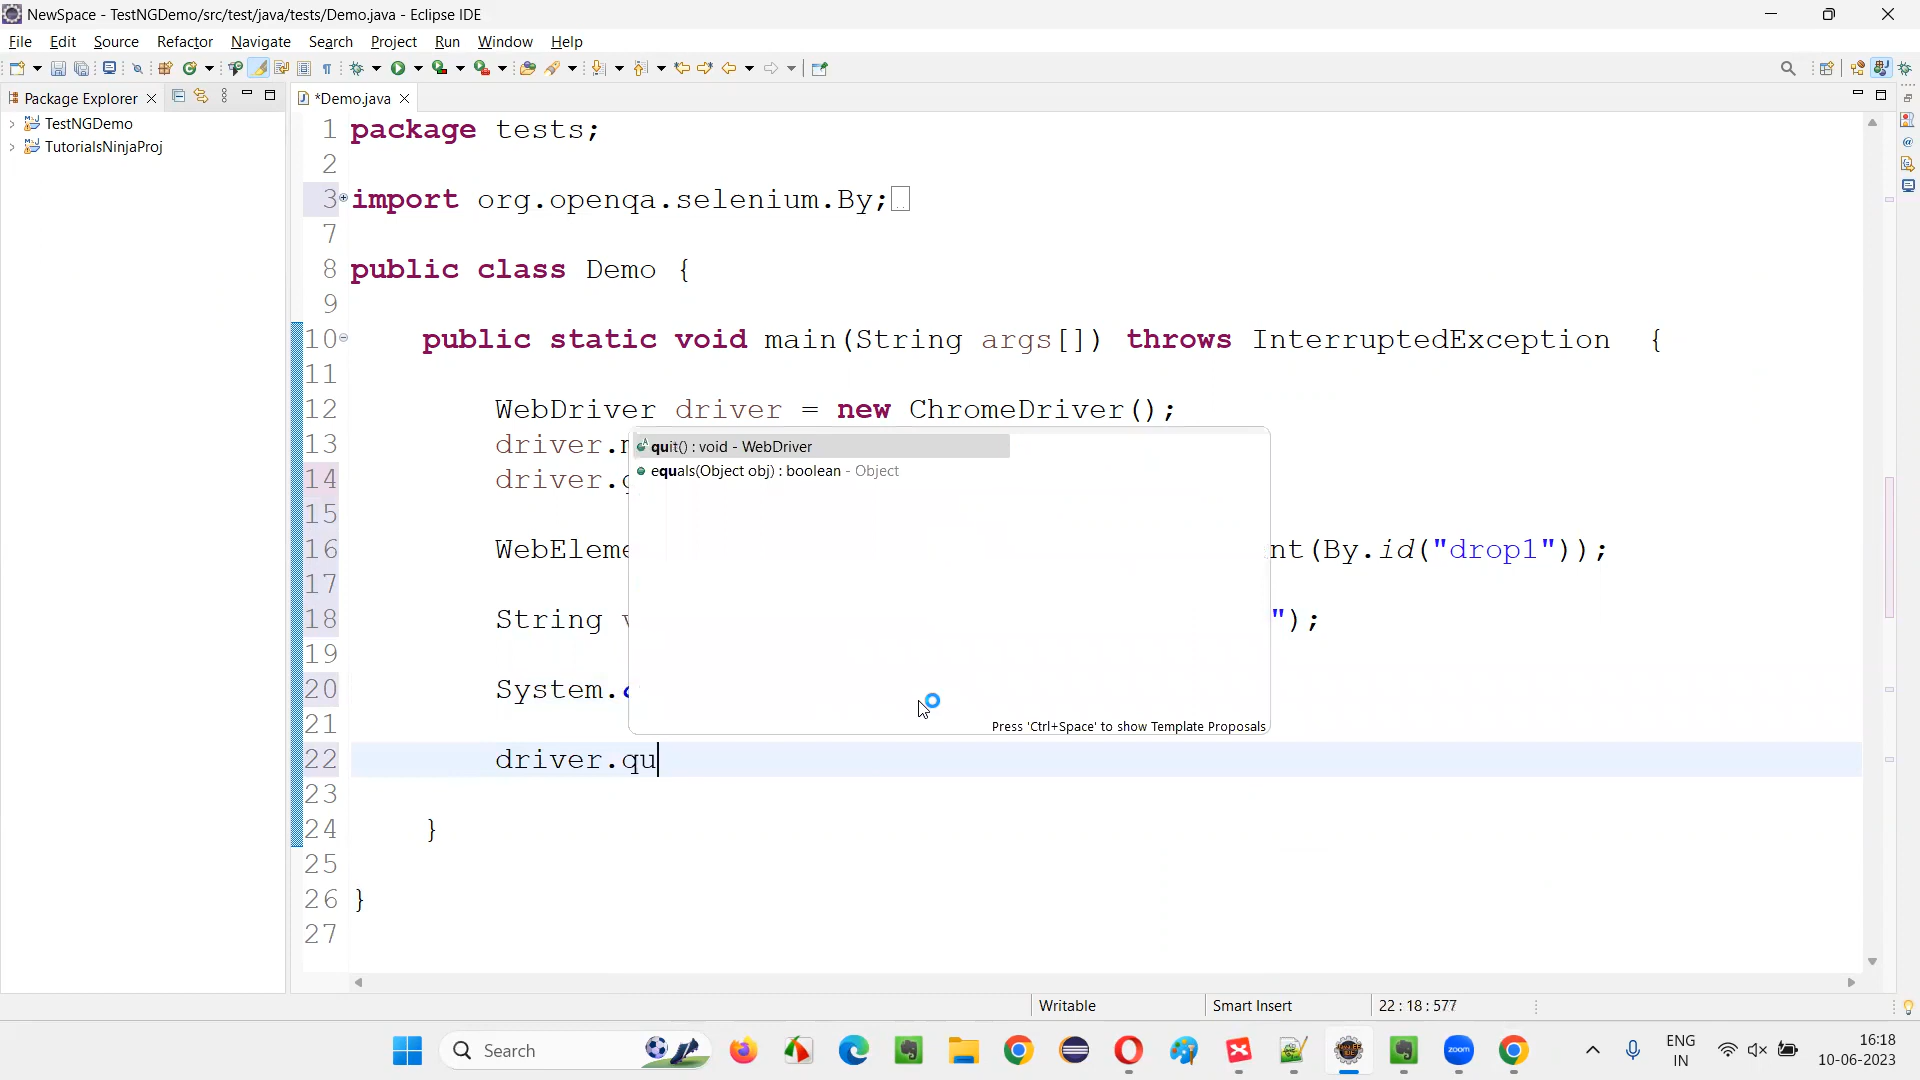 NewSpace - TestNGDemo/src/test/java/tests/Demo.java - Eclipse IDE
File Edit Source Refactor Navigate Search Project Run Window Help
Package Explorer
*Demo.java
TestNGDemo
TutorialsNinjaProj
1 package tests;
2
3 import org.openqa.selenium.By;
7
8 public class Demo {
9
10 public static void main(String args[]) throws InterruptedException {
11
12 WebDriver driver = new ChromeDriver();
13 driver.
quit() : void - WebDriver
equals(Object obj) : boolean - Object
14 driver.
15
16 WebEleme nt(By.id("drop1"));
17
18 String ");
19
20 System.
21
Press 'Ctrl+Space' to show Template Proposals
22 driver.qu
23
24 }
25
26 }
27
Writable Smart Insert 22 : 18 : 577
Search
zoom
ENG
IN
16:18
10-06-2023